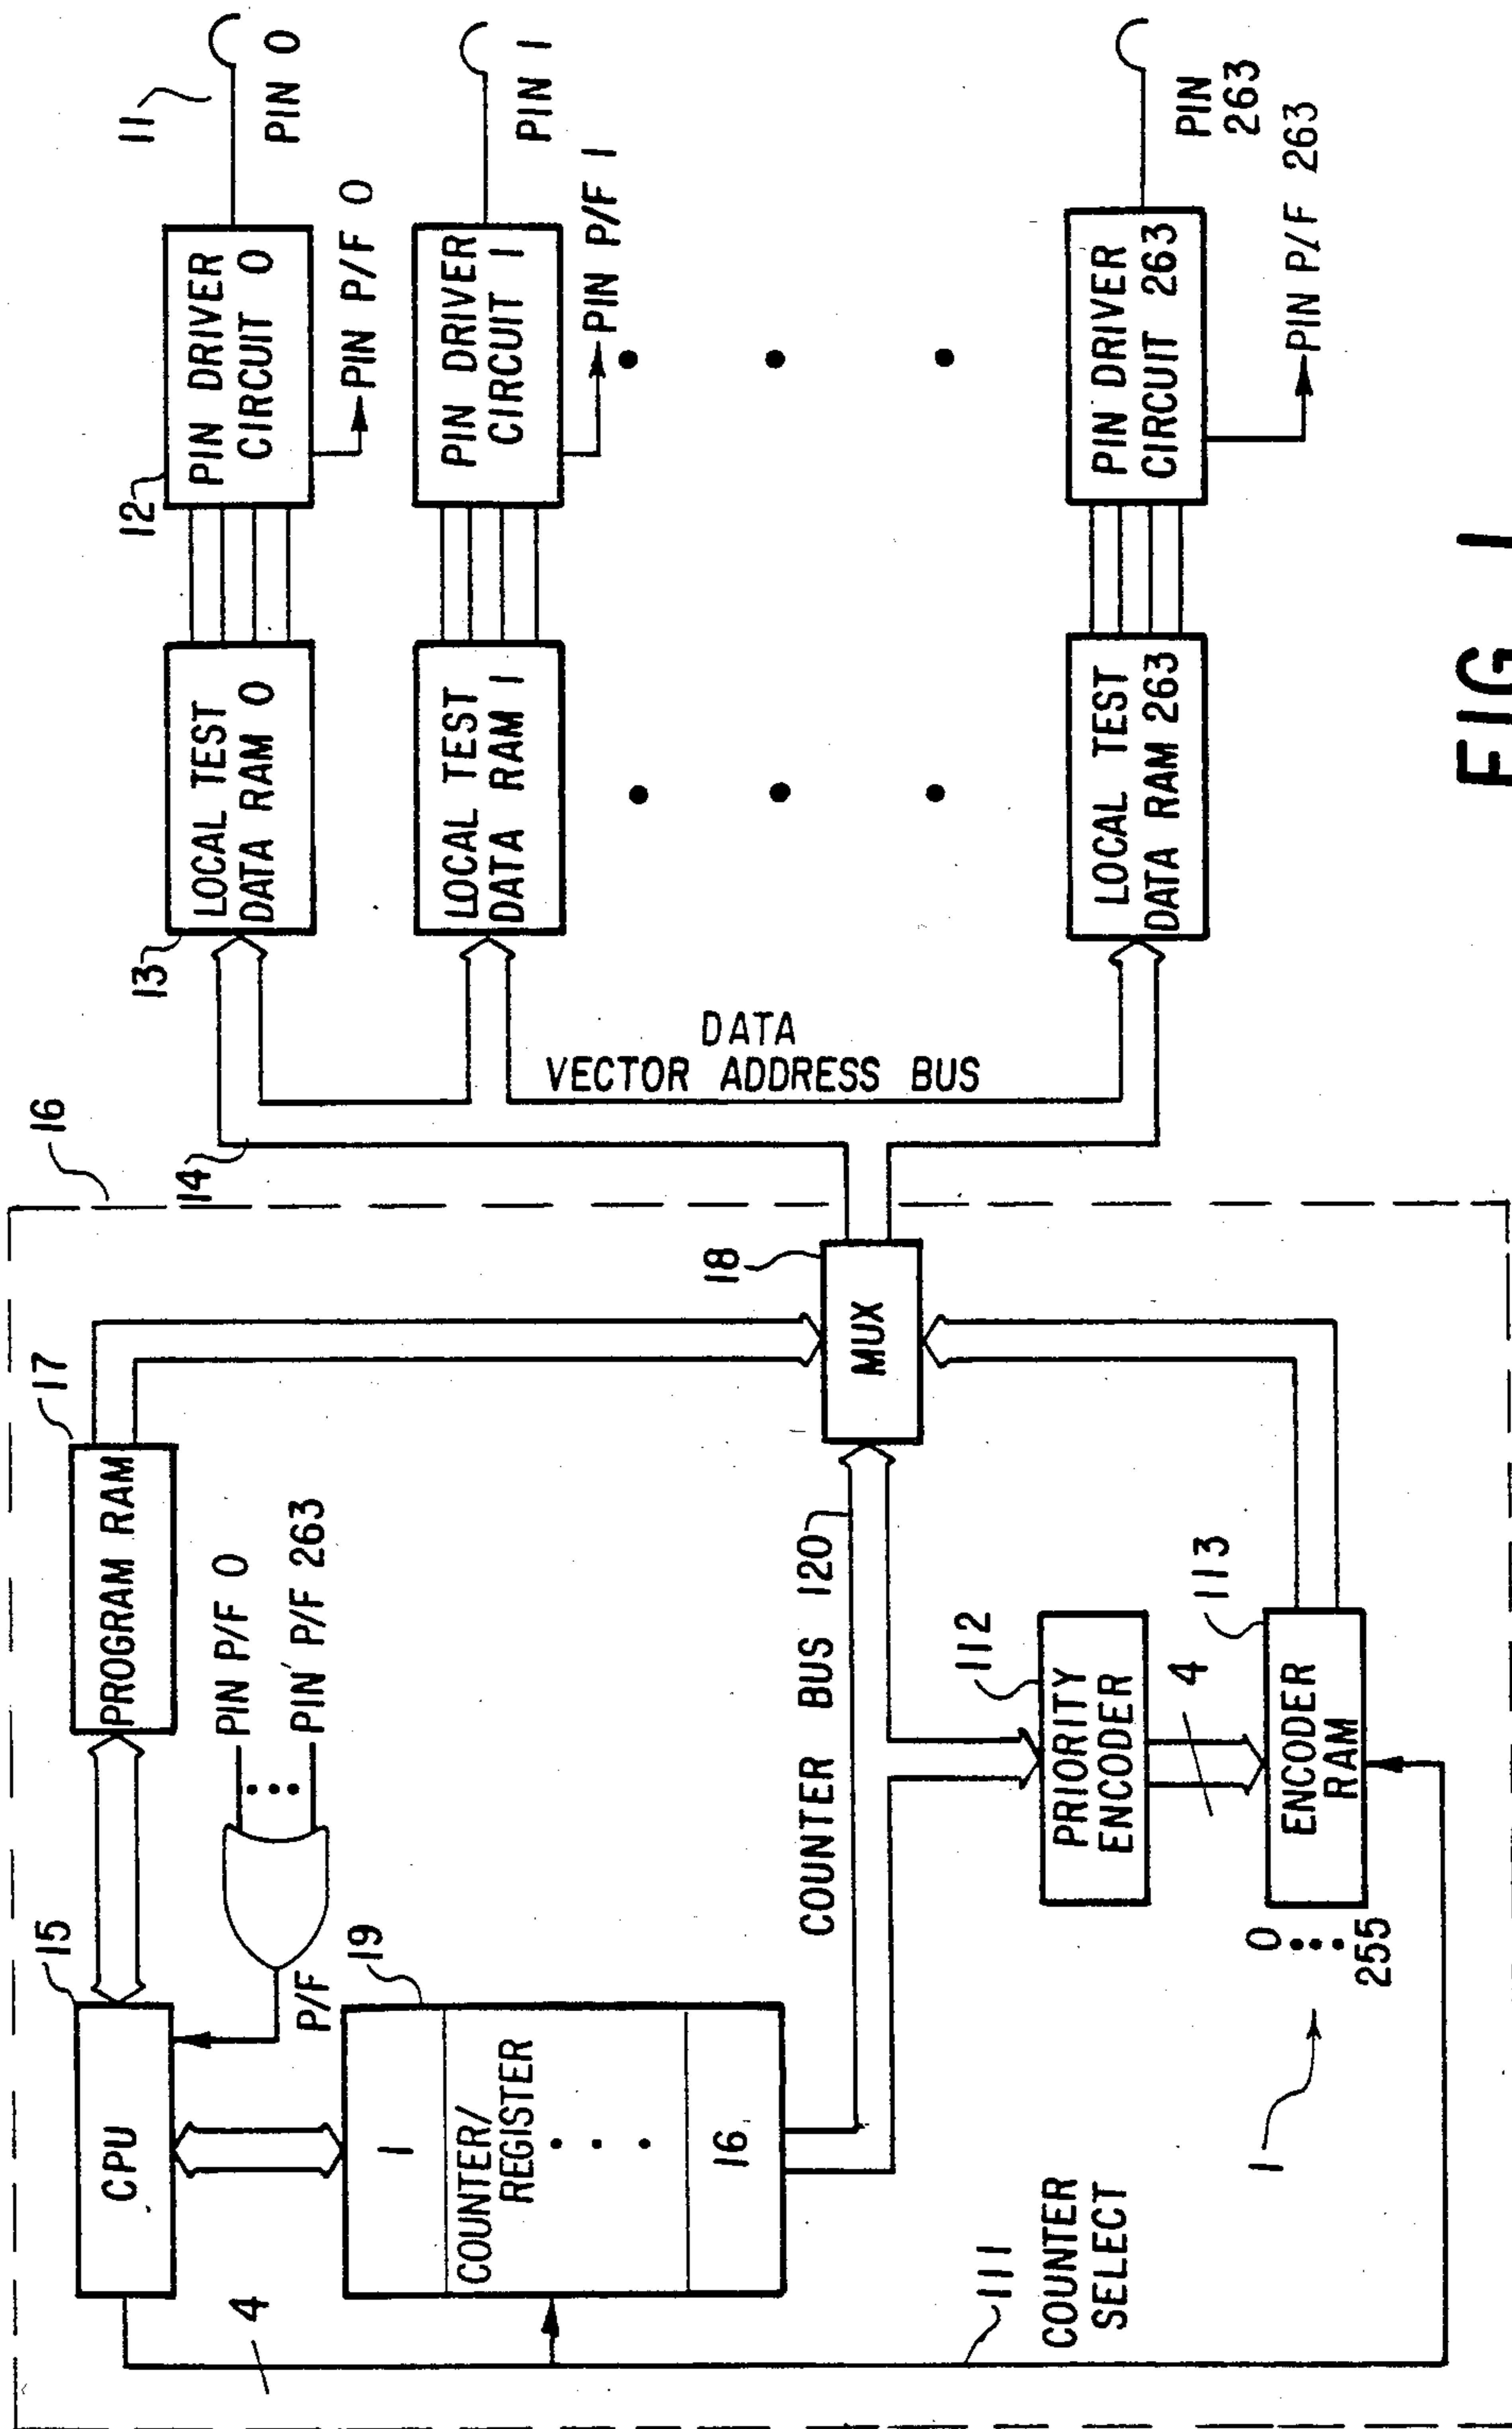 16
15
CPU
17
PROGRAM RAM
PIN P/F 0
PIN P/F 263
P/F
4
19
1
COUNTER/
REGISTER
16
COUNTER BUS 120
18
MUX
112
PRIORITY
ENCODER
4
113
ENCODER
RAM
0
255
1
111
COUNTER
SELECT
14
DATA
VECTOR ADDRESS BUS
13
LOCAL TEST
DATA RAM 0
12
PIN DRIVER
CIRCUIT 0
11
PIN 0
PIN P/F 0
LOCAL TEST
DATA RAM 1
PIN DRIVER
CIRCUIT 1
PIN 1
PIN P/F 1
LOCAL TEST
DATA RAM 263
PIN DRIVER
CIRCUIT 263
PIN
263
PIN P/F 263
FIG 1